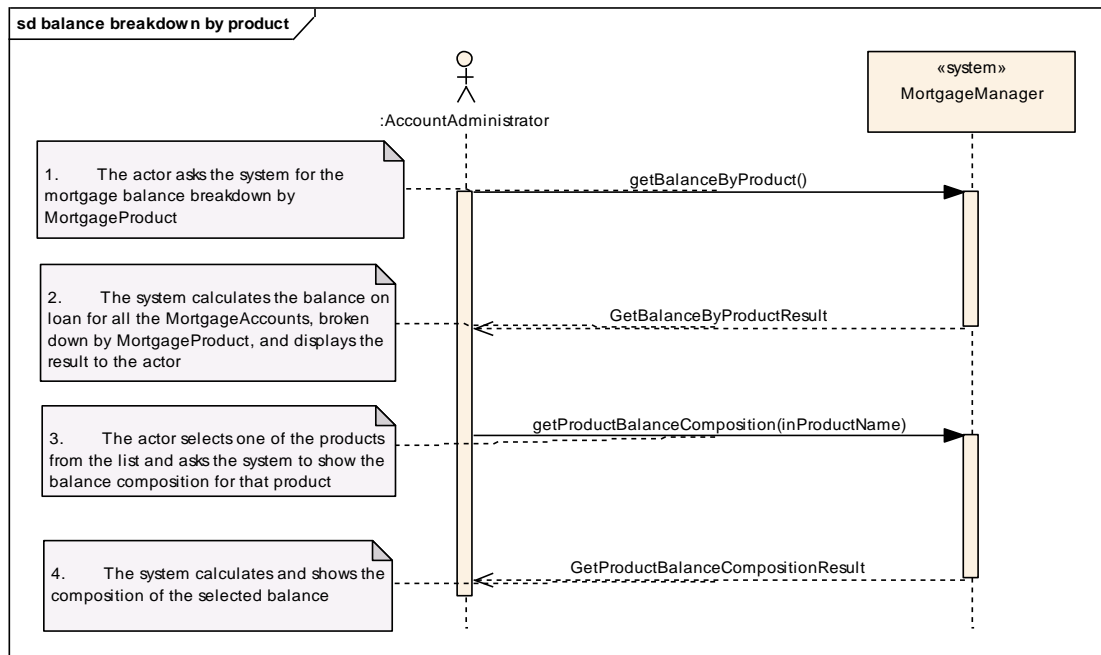 sd balance breakdown by product
«system»
MortgageManager
:AccountAdministrator
1. The actor asks the system for the
mortgage balance breakdown by
MortgageProduct
getBalanceByProduct()
2. The system calculates the balance on
loan for all the MortgageAccounts, broken
down by MortgageProduct, and displays the
result to the actor
GetBalanceByProductResult
3. The actor selects one of the products
from the list and asks the system to show the
balance composition for that product
getProductBalanceComposition(inProductName)
4. The system calculates and shows the
composition of the selected balance
GetProductBalanceCompositionResult